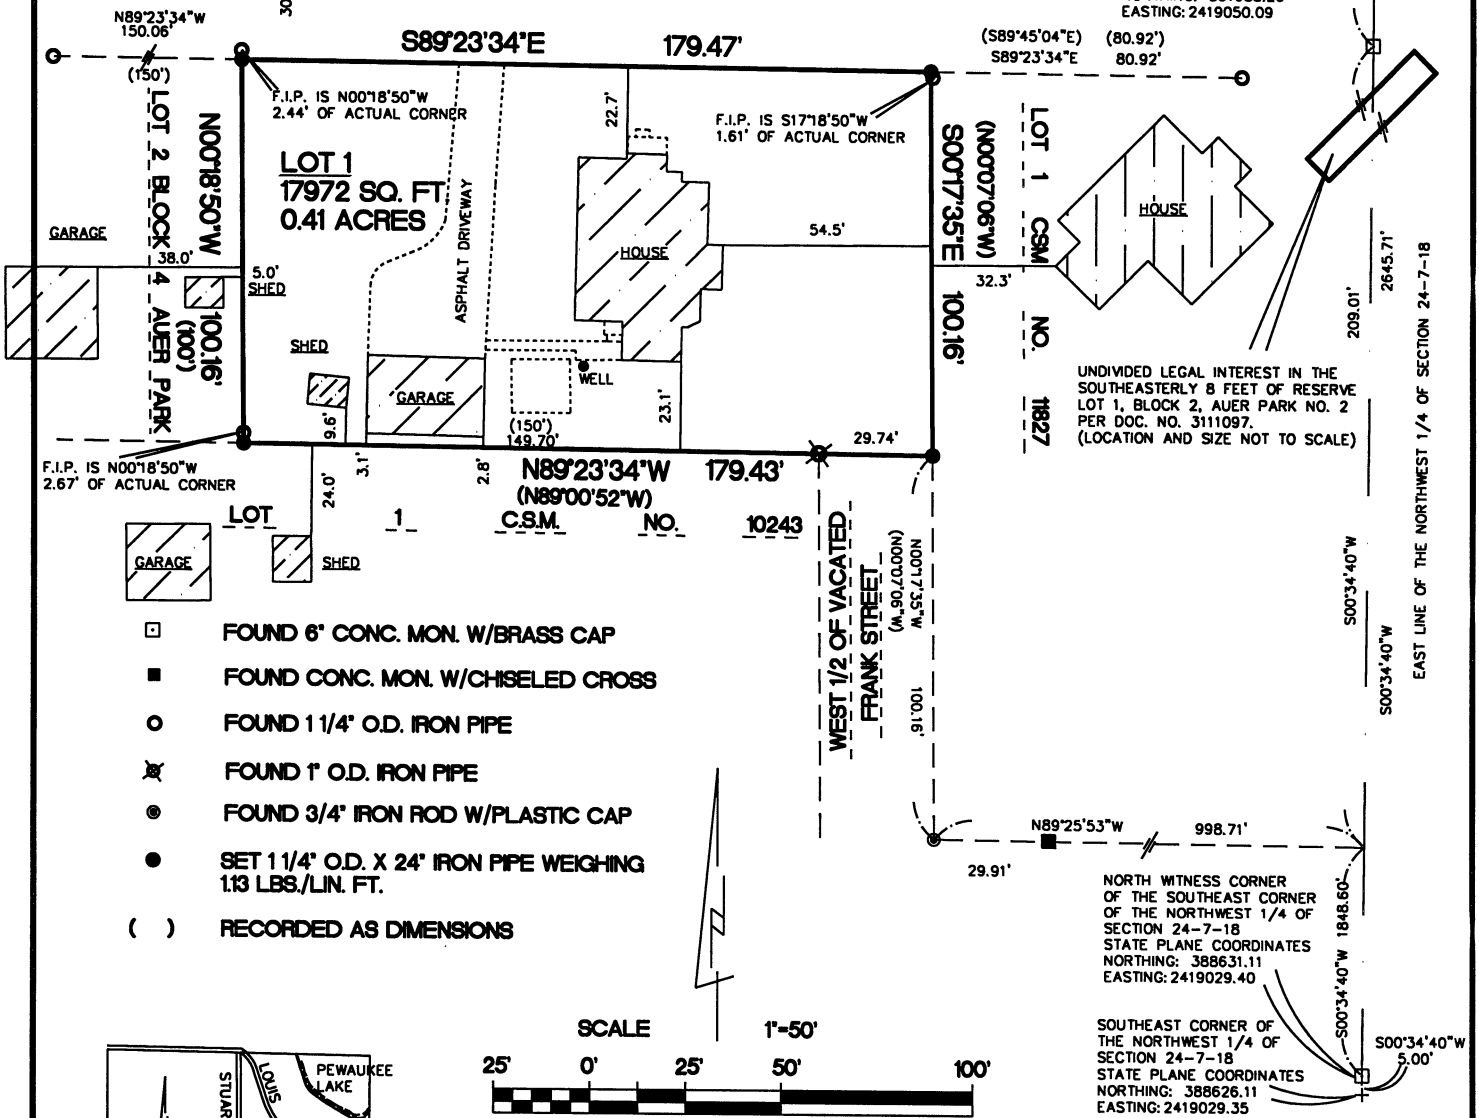 30
EASTING: 2419050.09
N89°23'34"W
150.06'
(150')
S89°23'34"E 179.47'
(S89°45'04"E) (80.92')
S89°23'34"E 80.92'
F.I.P. IS N00°18'50"W
2.44' OF ACTUAL CORNER
F.I.P. IS S17°18'50"W
1.61' OF ACTUAL CORNER
LOT 2 BLOCK 4 AUER PARK
N00°18'50"W 100.16'
(100')
LOT 1
17972 SQ. FT.
0.41 ACRES
ASPHALT DRIVEWAY
22.7'
HOUSE
54.5'
S00°17'35"E 100.16'
(N00°07'06"W)
LOT 1 CSM NO. 11827
HOUSE
32.3'
GARAGE
38.0'
5.0'
SHED
SHED
GARAGE
WELL
9.6'
23.1'
(150')
149.70'
29.74'
3.1'
2.8'
24.0'
F.I.P. IS N00°18'50"W
2.67' OF ACTUAL CORNER
N89°23'34"W 179.43'
(N89°00'52"W)
LOT 1 C.S.M. NO. 10243
GARAGE
SHED
UNDIVIDED LEGAL INTEREST IN THE
SOUTHEASTERLY 8 FEET OF RESERVE
LOT 1, BLOCK 2, AUER PARK NO. 2
PER DOC. NO. 3111097.
(LOCATION AND SIZE NOT TO SCALE)
209.01'
2645.71'
S00°34'40"W
S00°34'40"W
EAST LINE OF THE NORTHWEST 1/4 OF SECTION 24-7-18
WEST 1/2 OF VACATED
FRANK STREET
(N00°07'06"W)
N00°17'35"W 100.16'
FOUND 6" CONC. MON. W/BRASS CAP
FOUND CONC. MON. W/CHISELED CROSS
FOUND 1 1/4" O.D. IRON PIPE
FOUND 1" O.D. IRON PIPE
FOUND 3/4" IRON ROD W/PLASTIC CAP
SET 1 1/4" O.D. X 24" IRON PIPE WEIGHING
1.13 LBS./LIN. FT.
( ) RECORDED AS DIMENSIONS
N89°25'53"W 998.71'
29.91'
NORTH WITNESS CORNER
OF THE SOUTHEAST CORNER
OF THE NORTHWEST 1/4 OF
SECTION 24-7-18
STATE PLANE COORDINATES
NORTHING: 388631.11
EASTING: 2419029.40
S00°34'40"W 1848.60'
SOUTHEAST CORNER OF
THE NORTHWEST 1/4 OF
SECTION 24-7-18
STATE PLANE COORDINATES
NORTHING: 388626.11
EASTING: 2419029.35
S00°34'40"W
5.00'
SCALE 1"=50'
25' 0' 25' 50' 100'
LOUIS
PEWAUKEE
LAKE